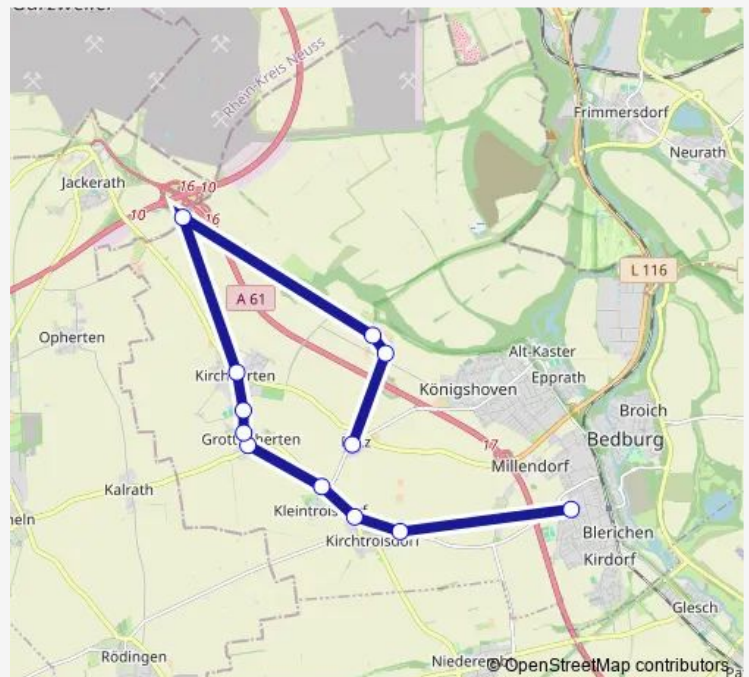 Rhein-Kreis Neuss
Frimmersdorf
Neurath
Jackerath
16 10
10
16
L 116
A 61
Opherten
Alt-Kaster
Epprath
Königshoven
Broich
Bedburg
17
Millendorf
Kalrath
Blerichen
Kirdorf
Glesch
Rödingen
© OpenStreetMap contributors